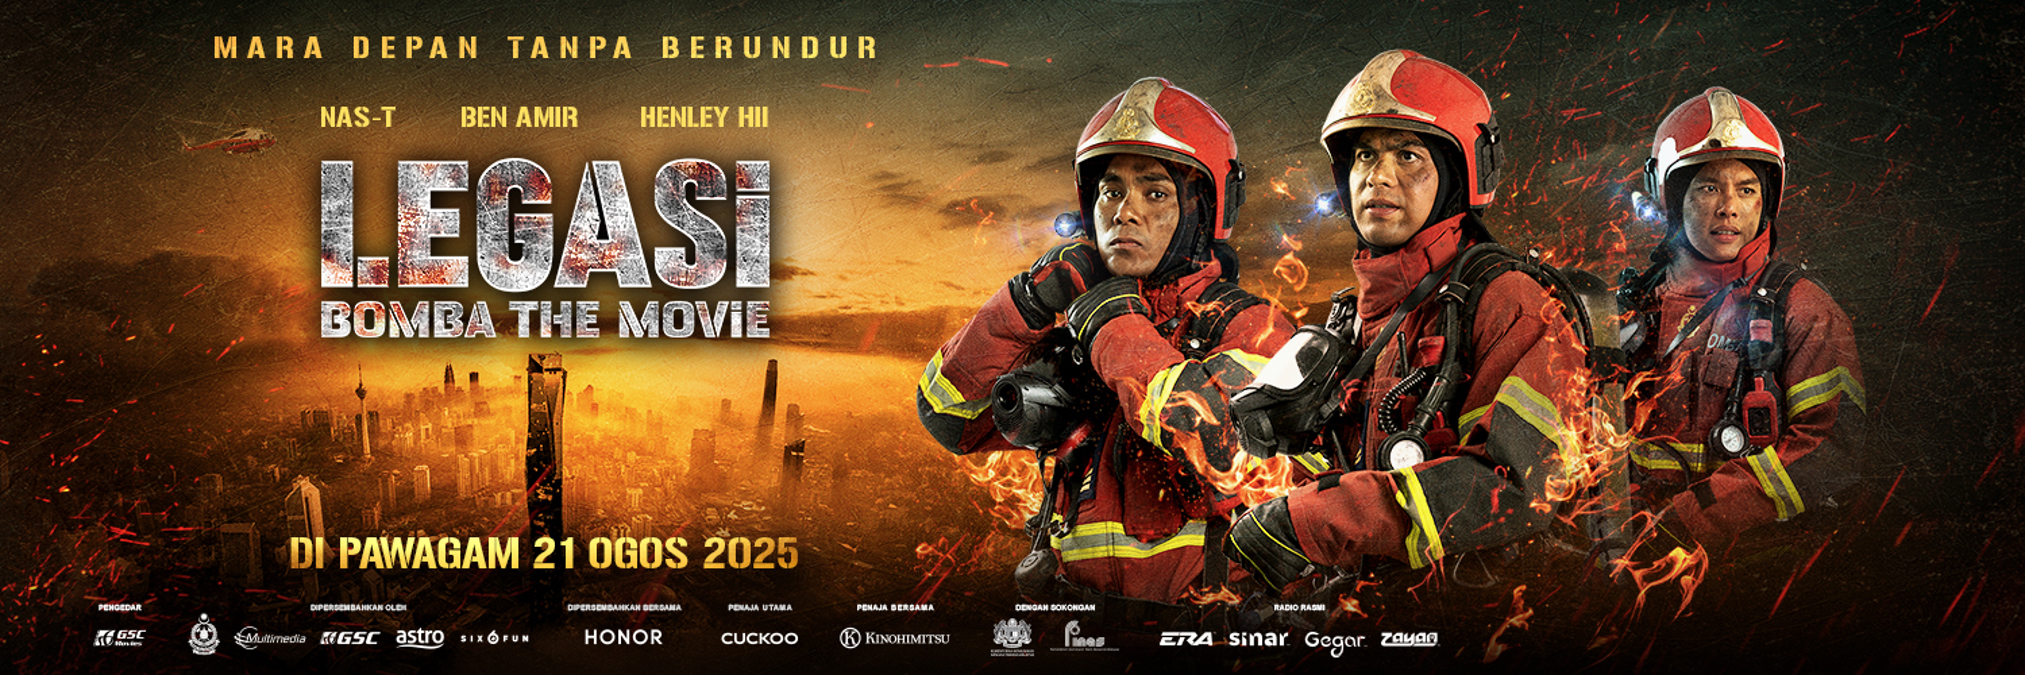 MARA DEPAN TANPA BERUNDUR
NAS-T BEN AMIR HENLEY HII
LEGASi
BOMBA THE MOViE
DI PAWAGAM 21 OGOS 2025
PENGEDAR DIPERSEMBAHKAN OLEH DIPERSEMBAHKAN BERSAMA PENAJA UTAMA PENAJA BERSAMA DENGAN SOKONGAN RADIO RASMI
GSC Movies Multimedia GSC astro SIX FUN HONOR CUCKOO KINOHIMITSU ERA sinar Gegar zayan